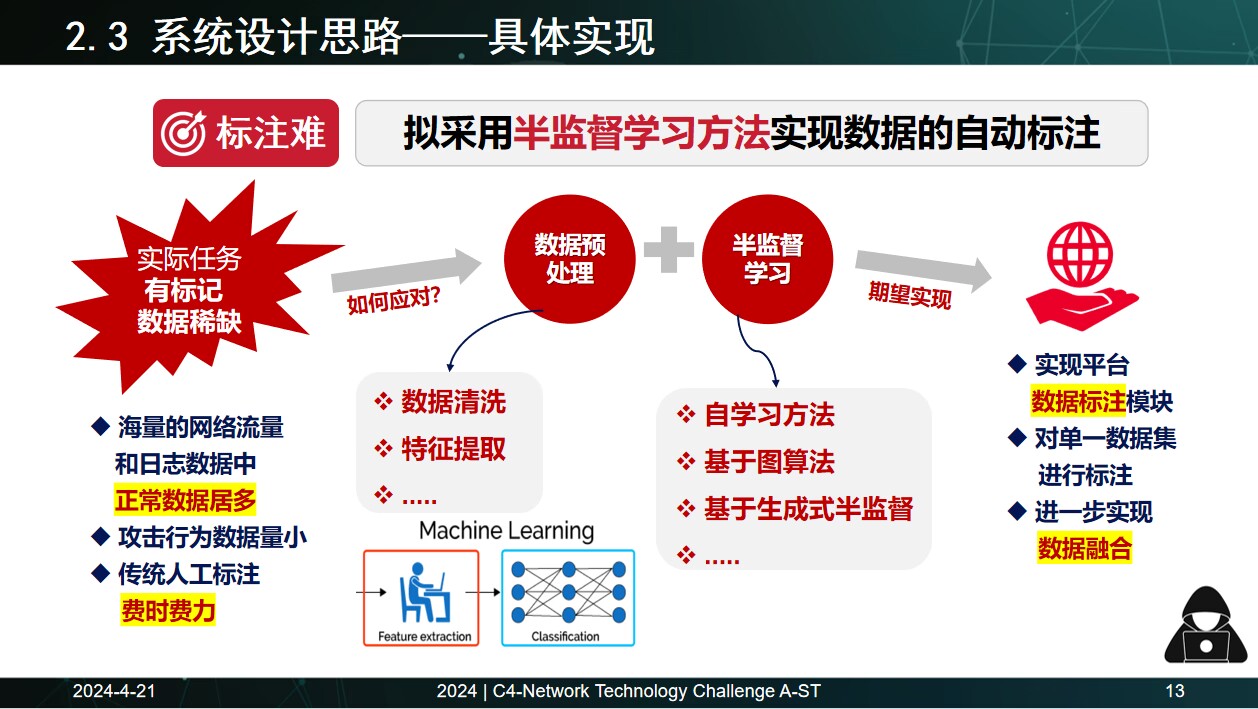 2.3 系统设计思路——具体实现
标注难
拟采用半监督学习方法实现数据的自动标注
实际任务
有标记
数据稀缺
如何应对?
数据预
处理
半监督
学习
期望实现
海量的网络流量
和日志数据中
正常数据居多
攻击行为数据量小
传统人工标注
费时费力
数据清洗
特征提取
.....
Machine Learning
Feature extraction
Classification
自学习方法
基于图算法
基于生成式半监督
.....
实现平台
数据标注模块
对单一数据集
进行标注
进一步实现
数据融合
2024-4-21
2024 | C4-Network Technology Challenge A-ST
13